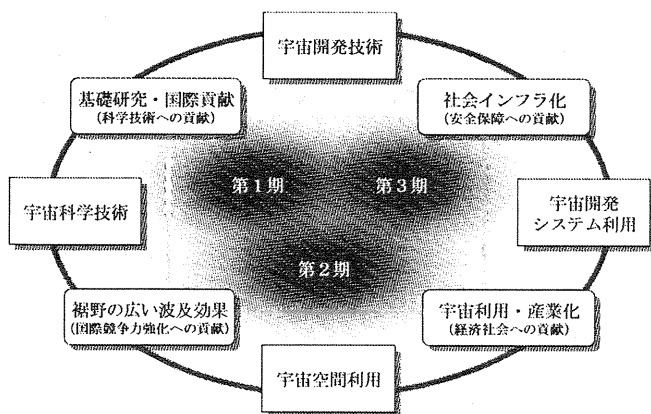 宇宙開発技術
基礎研究・国際貢献
(科学技術への貢献)
社会インフラ化
(安全保障への貢献)
第1期
第3期
宇宙科学技術
宇宙開発
システム利用
第2期
裾野の広い波及効果
(国際競争力強化への貢献)
宇宙利用・産業化
(経済社会への貢献)
宇宙空間利用